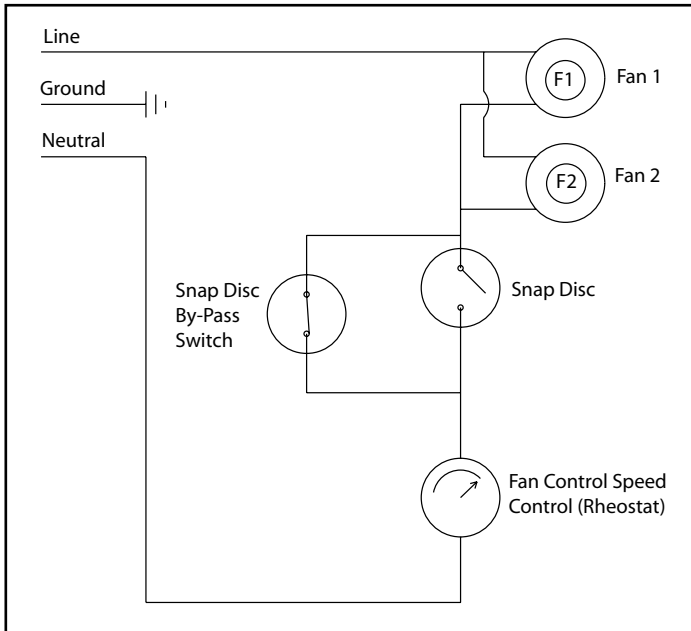 Line
F1
Fan 1
Ground
Neutral
F2
Fan 2
Snap Disc
By-Pass
Switch
Snap Disc
Fan Control Speed
Control (Rheostat)